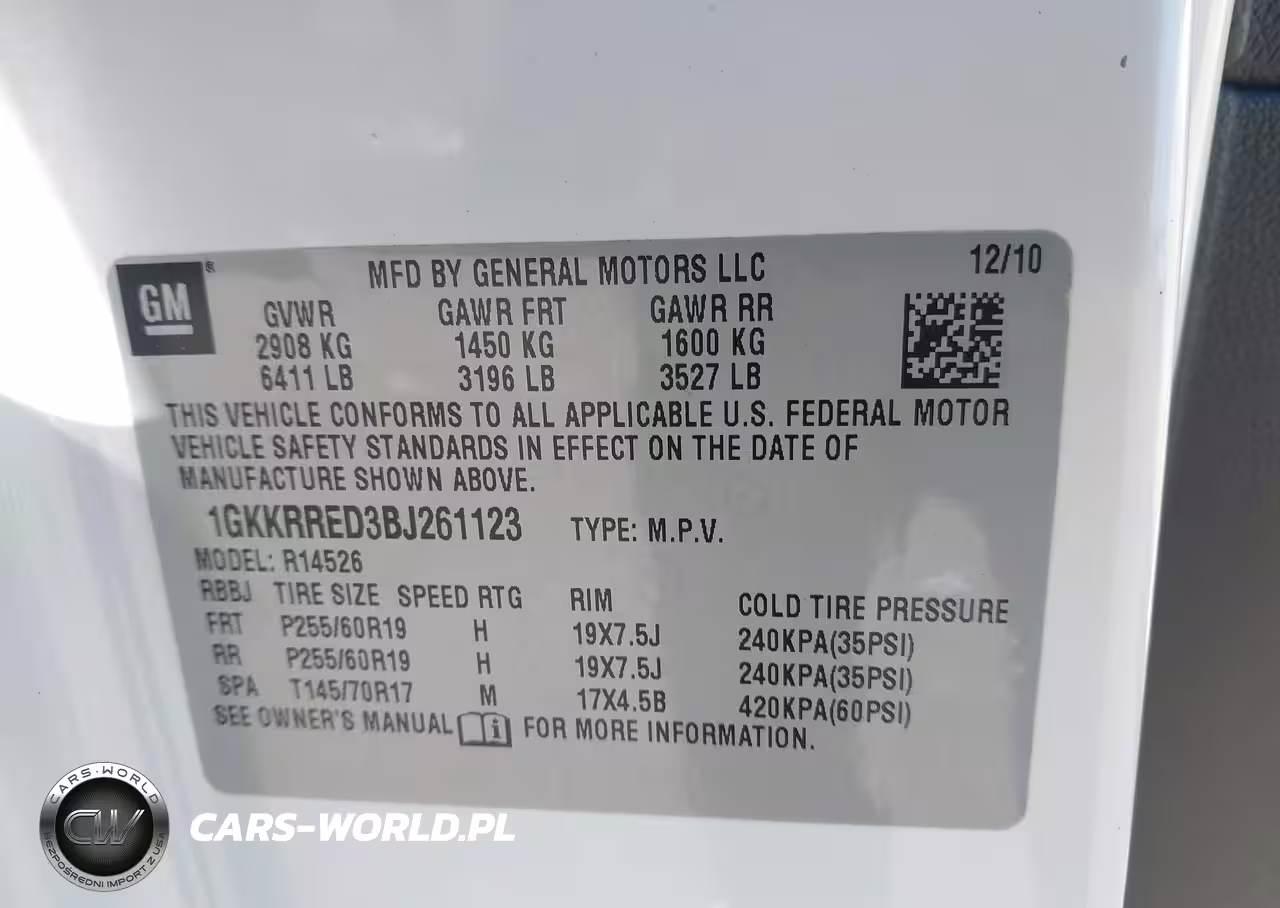 GM ®
MFD BY GENERAL MOTORS LLC 12/10
GVWR GAWR FRT GAWR RR
2908 KG 1450 KG 1600 KG
6411 LB 3196 LB 3527 LB
THIS VEHICLE CONFORMS TO ALL APPLICABLE U.S. FEDERAL MOTOR
VEHICLE SAFETY STANDARDS IN EFFECT ON THE DATE OF
MANUFACTURE SHOWN ABOVE.
1GKKRRED3BJ261123 TYPE: M.P.V.
MODEL: R14526
RBBJ TIRE SIZE SPEED RTG RIM COLD TIRE PRESSURE
FRT P255/60R19 H 19X7.5J 240KPA(35PSI)
RR P255/60R19 H 19X7.5J 240KPA(35PSI)
SPA T145/70R17 M 17X4.5B 420KPA(60PSI)
SEE OWNER'S MANUAL i FOR MORE INFORMATION.
CARS-WORLD
CW
BEZPOŚREDNI IMPORT Z USA
CARS-WORLD.PL